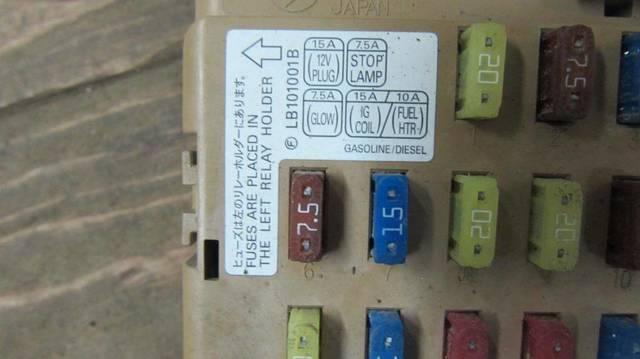 JAPAN
ヒューズは左のリレーホルダーにあります。
FUSES ARE PLACED IN
THE LEFT RELAY HOLDER
Ⓕ LB101001B
15A 7.5A
12V PLUG STOP LAMP
7.5A 15A 10A
(GLOW) (IG COIL) / (FUEL HTR)
GASOLINE/DIESEL
20
7.5
7.5
15
20
20
6
7
10